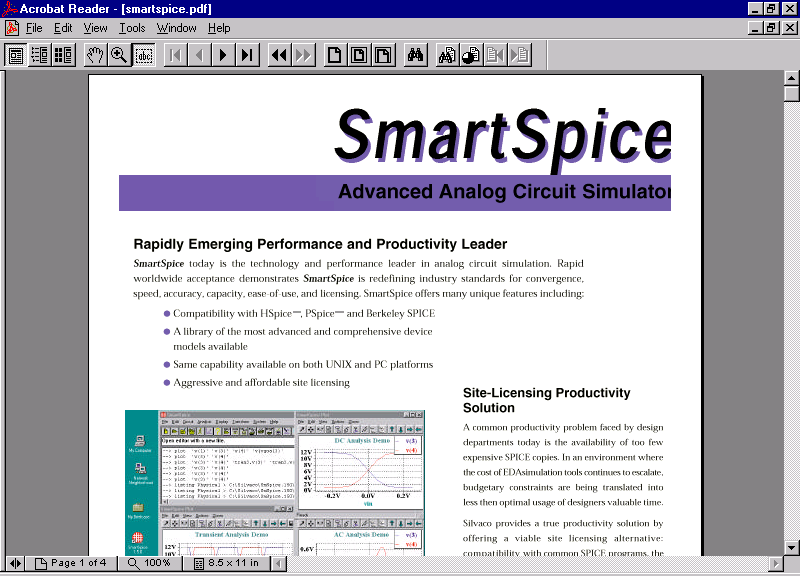 Acrobat Reader - [smartspice.pdf]
File Edit View Tools Window Help
abc
SmartSpice
Advanced Analog Circuit Simulator
Rapidly Emerging Performance and Productivity Leader
SmartSpice today is the technology and performance leader in analog circuit simulation. Rapid
worldwide acceptance demonstrates SmartSpice is redefining industry standards for convergence,
speed, accuracy, capacity, ease-of-use, and licensing. SmartSpice offers many unique features including:
Compatibility with HSpice™, PSpice™ and Berkeley SPICE
A library of the most advanced and comprehensive device
models available
Same capability available on both UNIX and PC platforms
Aggressive and affordable site licensing
Open editor with a new file.
My Computer
Network
Neighborhood
DC Analysis Demo
v(3)
v(4)
12V
10V
8V
6V
4V
2V
0V
-0.2V 0.0V 0.2V
vin
Transient Analysis Demo
12V
10V
AC Analysis Demo
v(3)
v(4)
0.6V
Site-Licensing Productivity
Solution
A common productivity problem faced by design
departments today is the availability of too few
expensive SPICE copies. In an environment where
the cost of EDAsimulation tools continues to escalate,
budgetary constraints are being translated into
less then optimal usage of designers valuable time.
Silvaco provides a true productivity solution by
offering a viable site licensing alternative:
compatibility with common SPICE programs, the
Page 1 of 4 100% 8.5 x 11 in